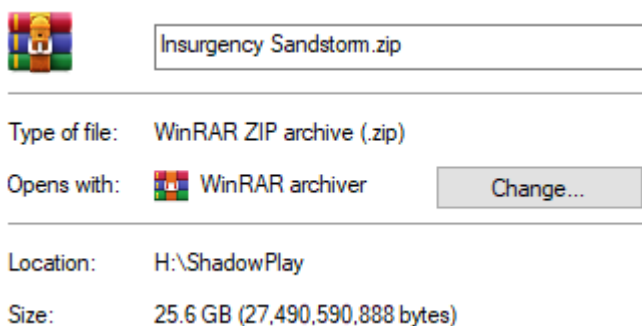 Insurgency Sandstorm.zip
Type of file: WinRAR ZIP archive (.zip)
Opens with: WinRAR archiver Change...
Location: H:\ShadowPlay
Size: 25.6 GB (27,490,590,888 bytes)